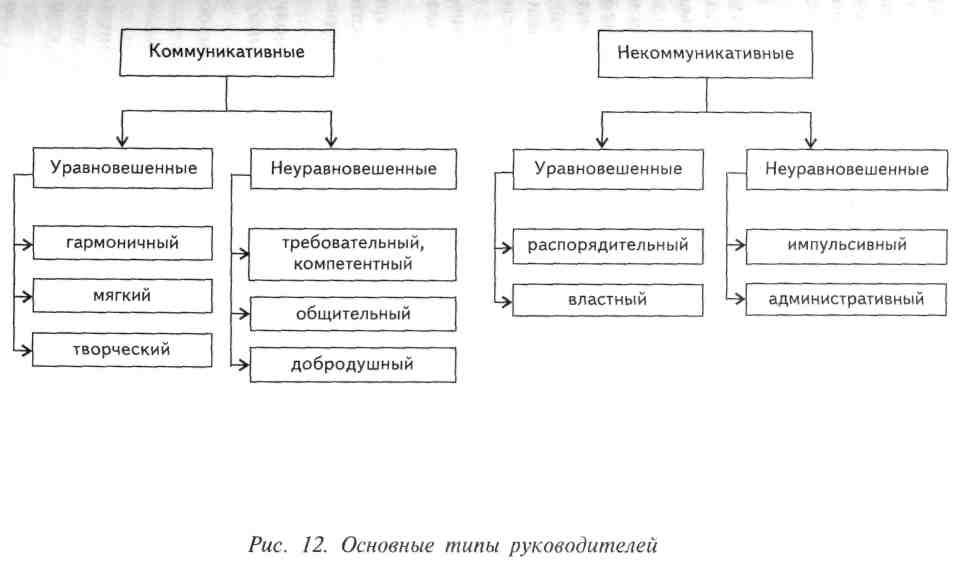 Коммуникативные
Некоммуникативные
Уравновешенные
Неуравновешенные
Уравновешенные
Неуравновешенные
гармоничный
мягкий
творческий
требовательный,
компетентный
общительный
добродушный
распорядительный
властный
импульсивный
административный
Рис. 12. Основные типы руководителей